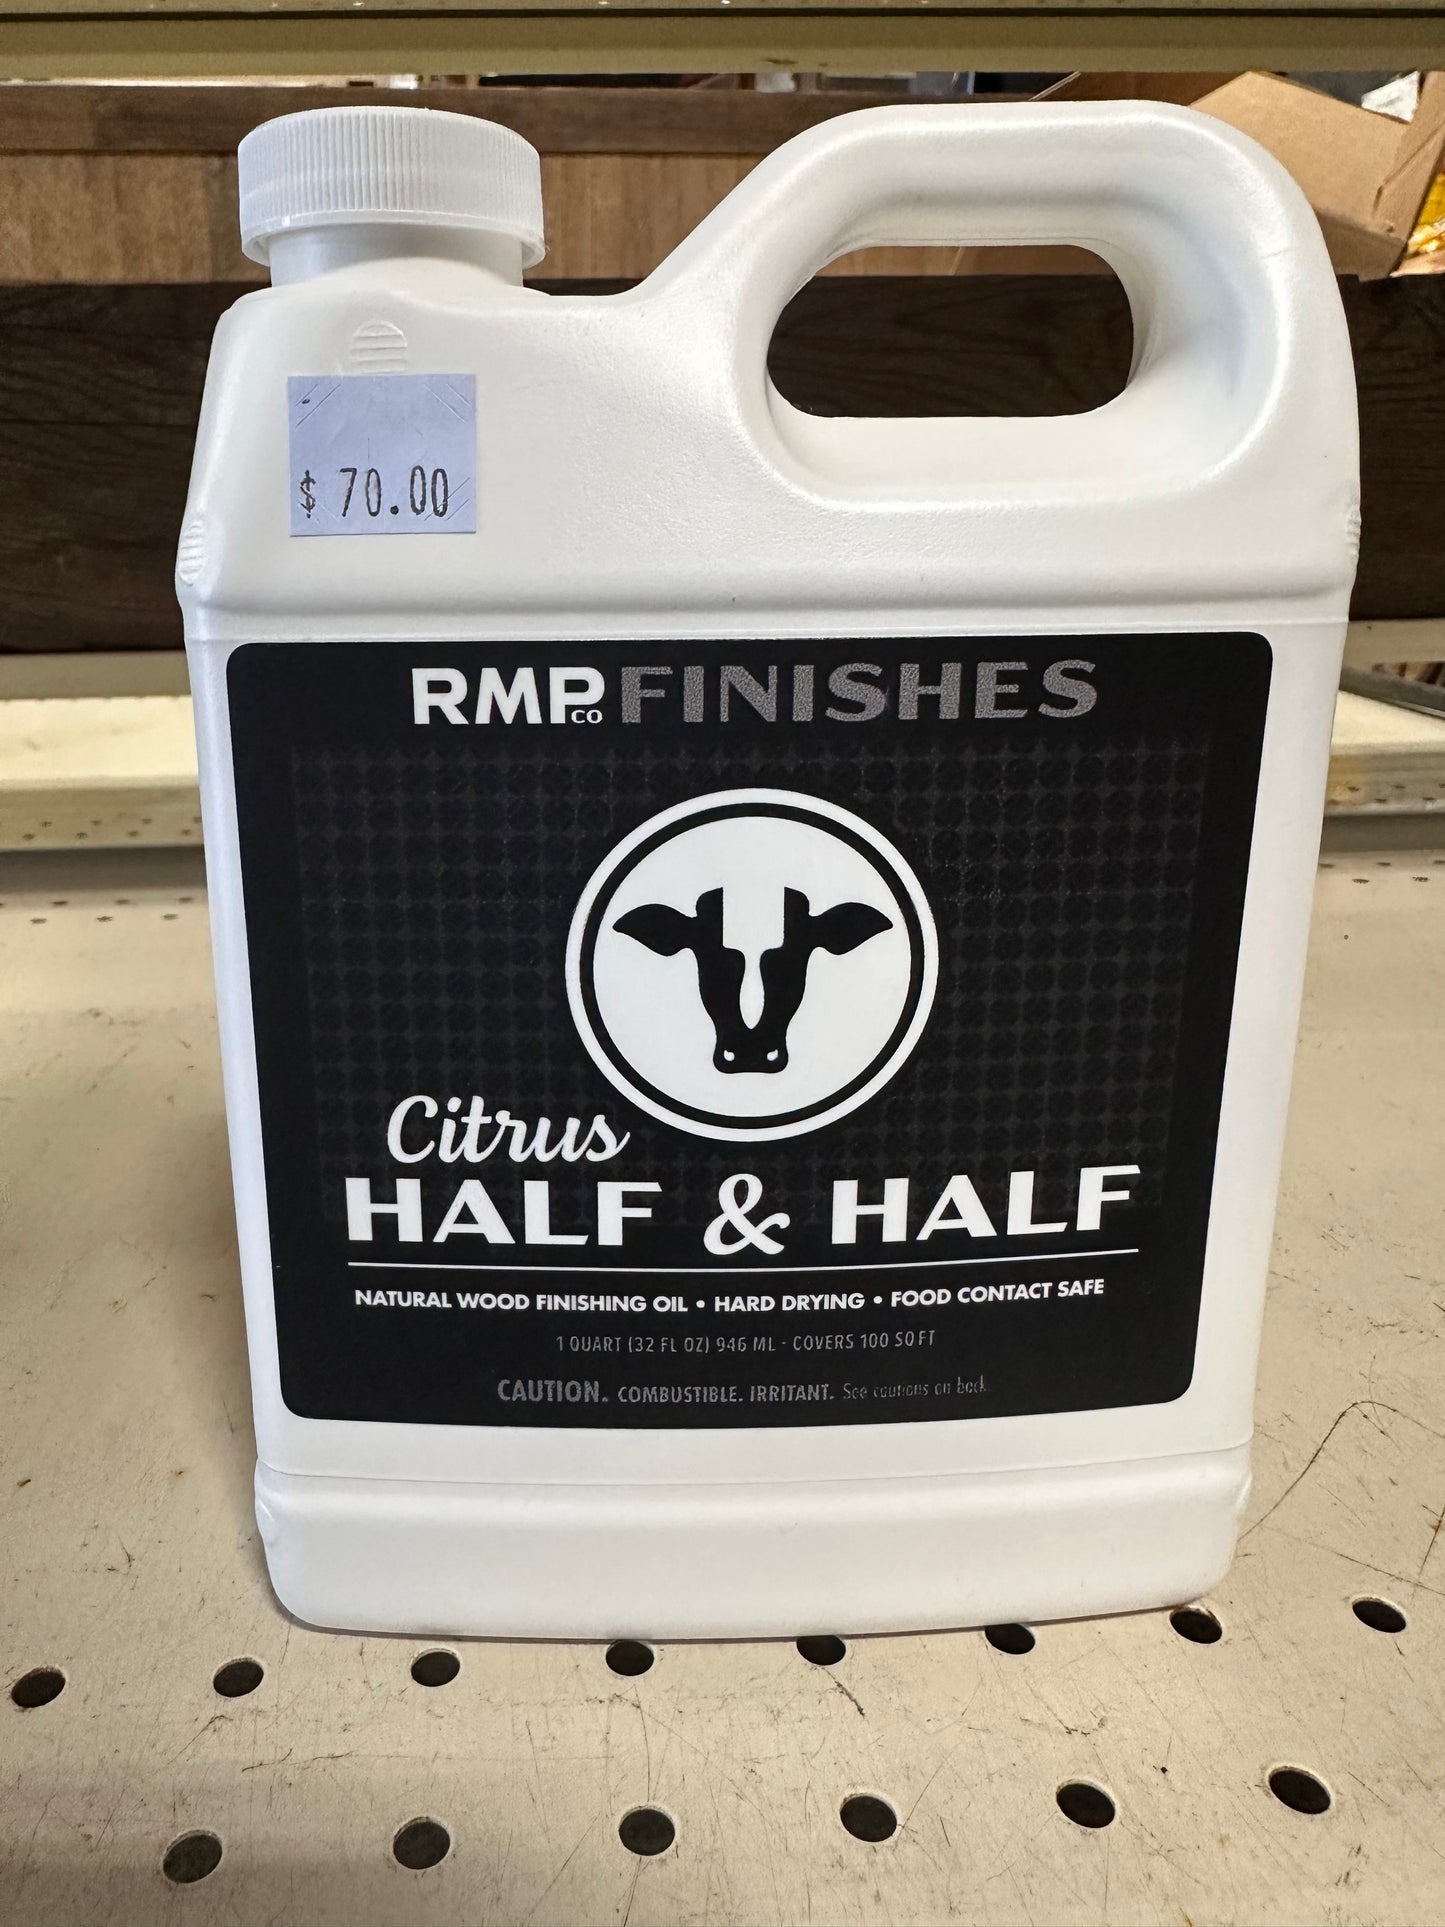 $ 70.00
RMP CO FINISHES
Citrus
HALF & HALF
NATURAL WOOD FINISHING OIL • HARD DRYING • FOOD CONTACT SAFE
1 QUART (32 FL OZ) 946 ML - COVERS 100 SQ FT
CAUTION. COMBUSTIBLE. IRRITANT. See cautions on back.